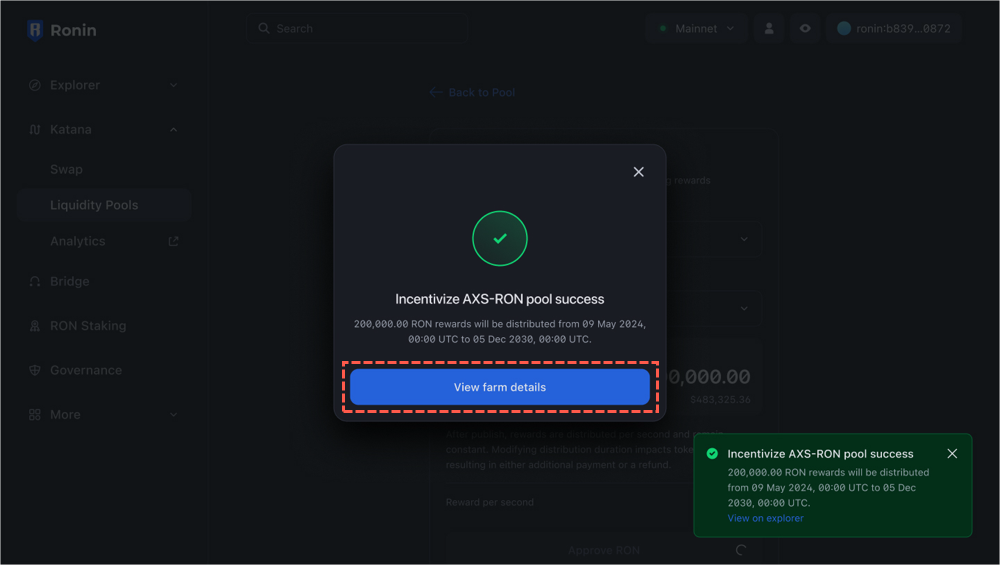 Ronin
Search
Mainnet
ronin:b839...0872
Explorer
Katana
Swap
Liquidity Pools
Analytics
Bridge
RON Staking
Governance
More
Back to Pool
g rewards
Incentivize AXS-RON pool success
200,000.00 RON rewards will be distributed from 09 May 2024,
00:00 UTC to 05 Dec 2030, 00:00 UTC.
View farm details
0,000.00
$483,325.36
After publish, rewards are distributed per second and remain
constant. Modifying distribution duration impacts toke
resulting in either additional payment or a refund.
Reward per second
Approve RON
Incentivize AXS-RON pool success
200,000.00 RON rewards will be distributed
from 09 May 2024, 00:00 UTC to 05 Dec
2030, 00:00 UTC.
View on explorer